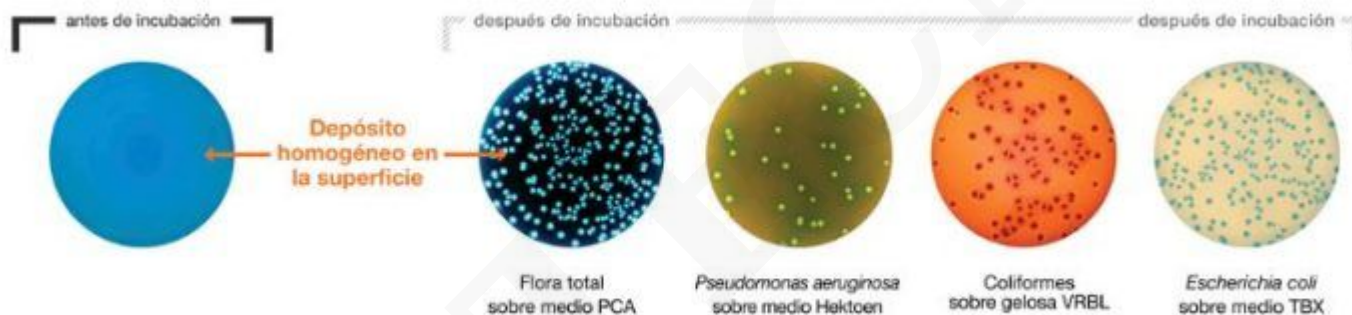 antes de incubación
después de incubación
después de incubación
Depósito
homogéneo en
la superficie
Flora total
sobre medio PCA
Pseudomonas aeruginosa
sobre medio Hektoen
Coliformes
sobre gelosa VRBL
Escherichia coli
sobre medio TBX